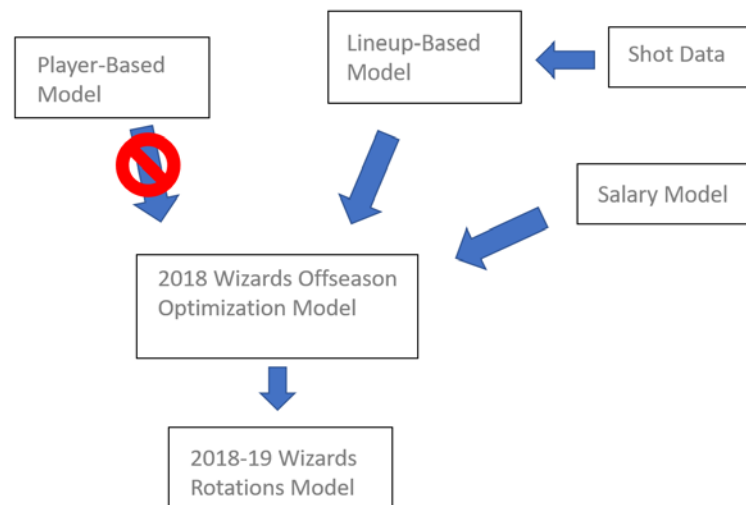 Player-Based
Model
Lineup-Based
Model
Shot Data
Salary Model
2018 Wizards Offseason
Optimization Model
2018-19 Wizards
Rotations Model